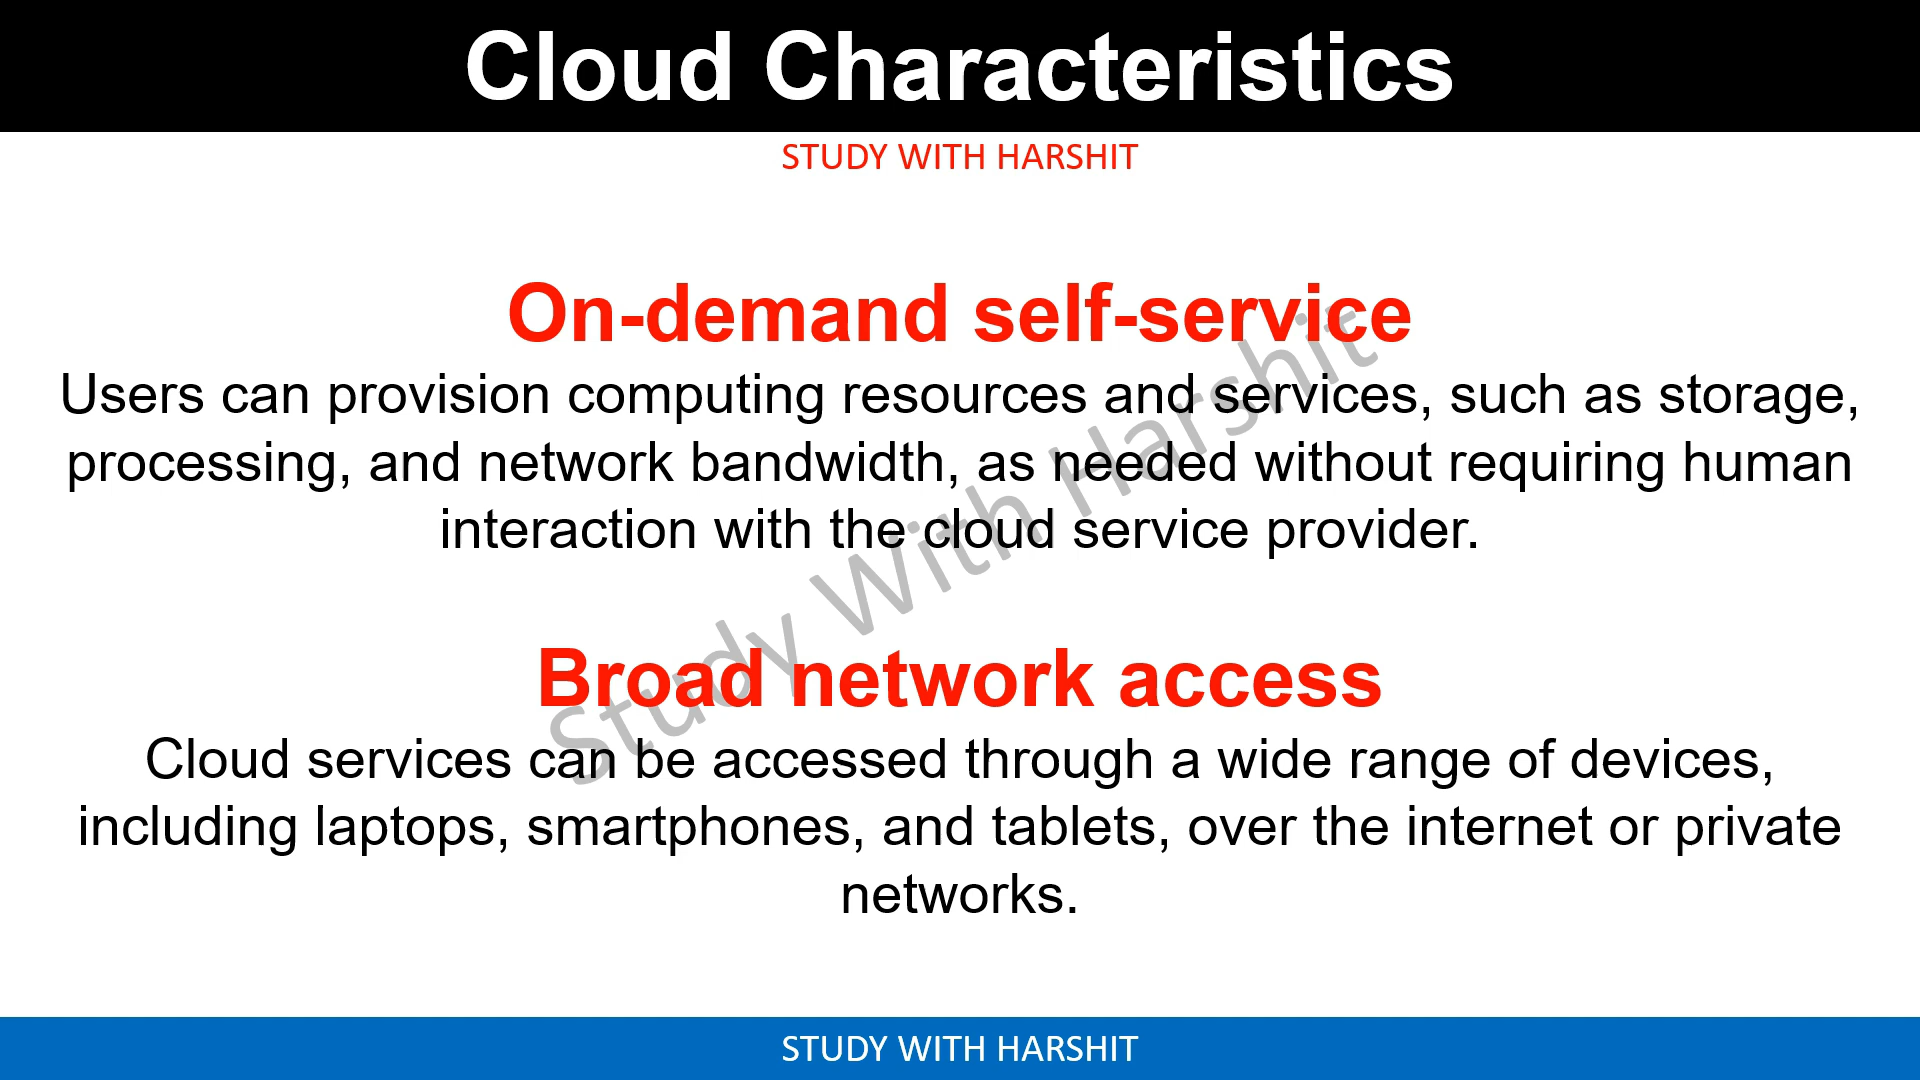 Cloud Characteristics
STUDY WITH HARSHIT
On-demand self-service
Users can provision computing resources and services, such as storage,
processing, and network bandwidth, as needed without requiring human
interaction with the cloud service provider.
Study With Harshit
Broad network access
Cloud services can be accessed through a wide range of devices,
including laptops, smartphones, and tablets, over the internet or private
networks.
STUDY WITH HARSHIT